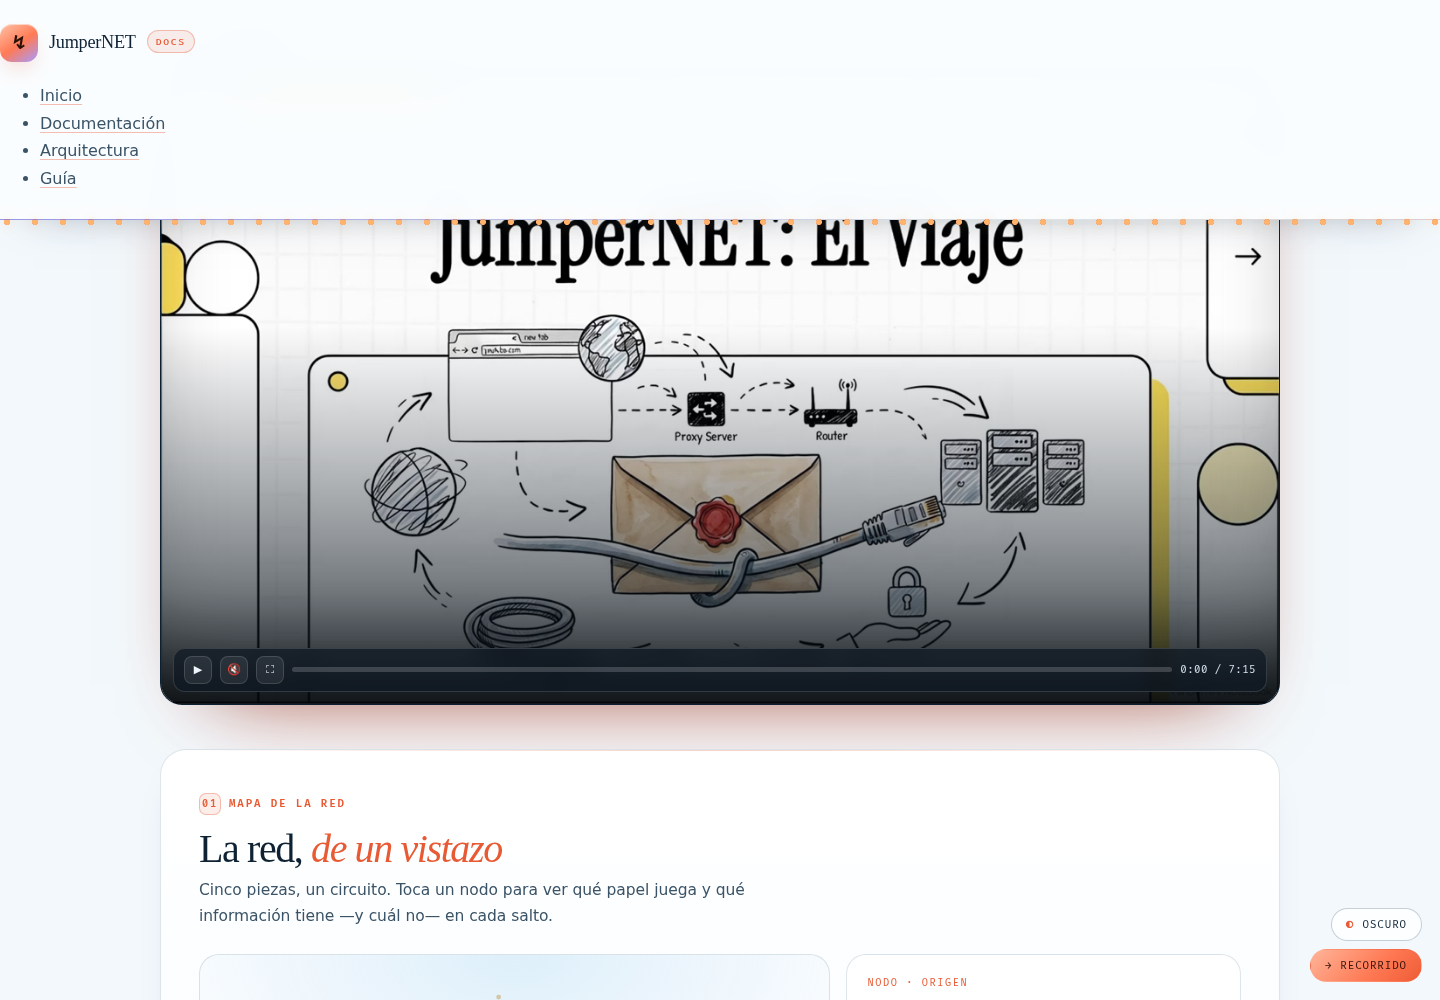 JumperNET DOCS
Inicio
Documentación
Arquitectura
Guía
JumperNET: El Viaje
new tab
Proxy Server
Router
0:00 / 7:15
01 MAPA DE LA RED
La red, de un vistazo
Cinco piezas, un circuito. Toca un nodo para ver qué papel juega y qué
información tiene —y cuál no— en cada salto.
OSCURO
→ RECORRIDO
NODO · ORIGEN